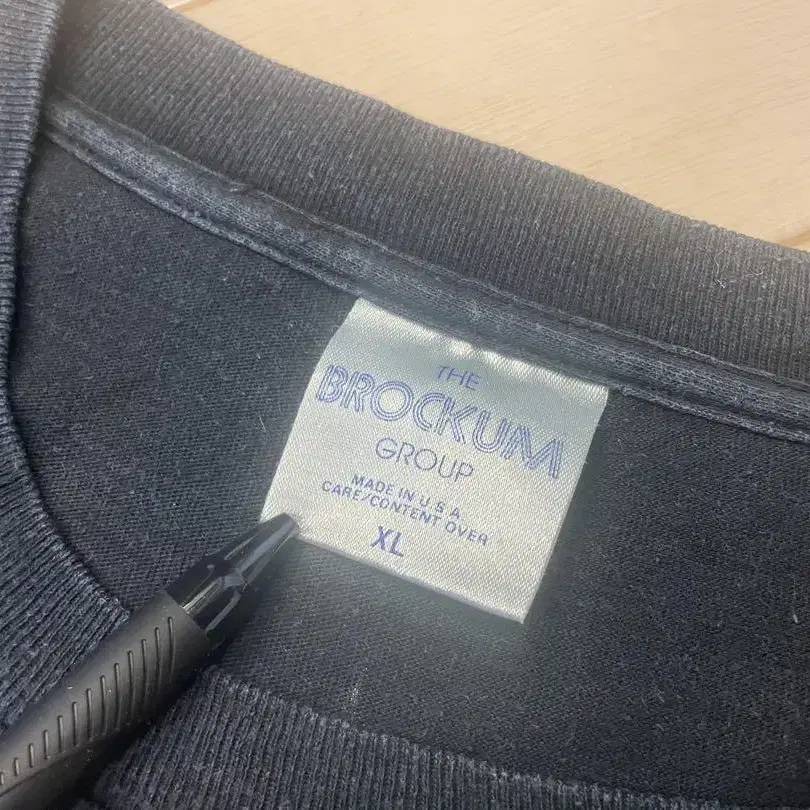 THE
BROCKUM
GROUP
MADE IN U S A
CARE/CONTENT OVER
XL